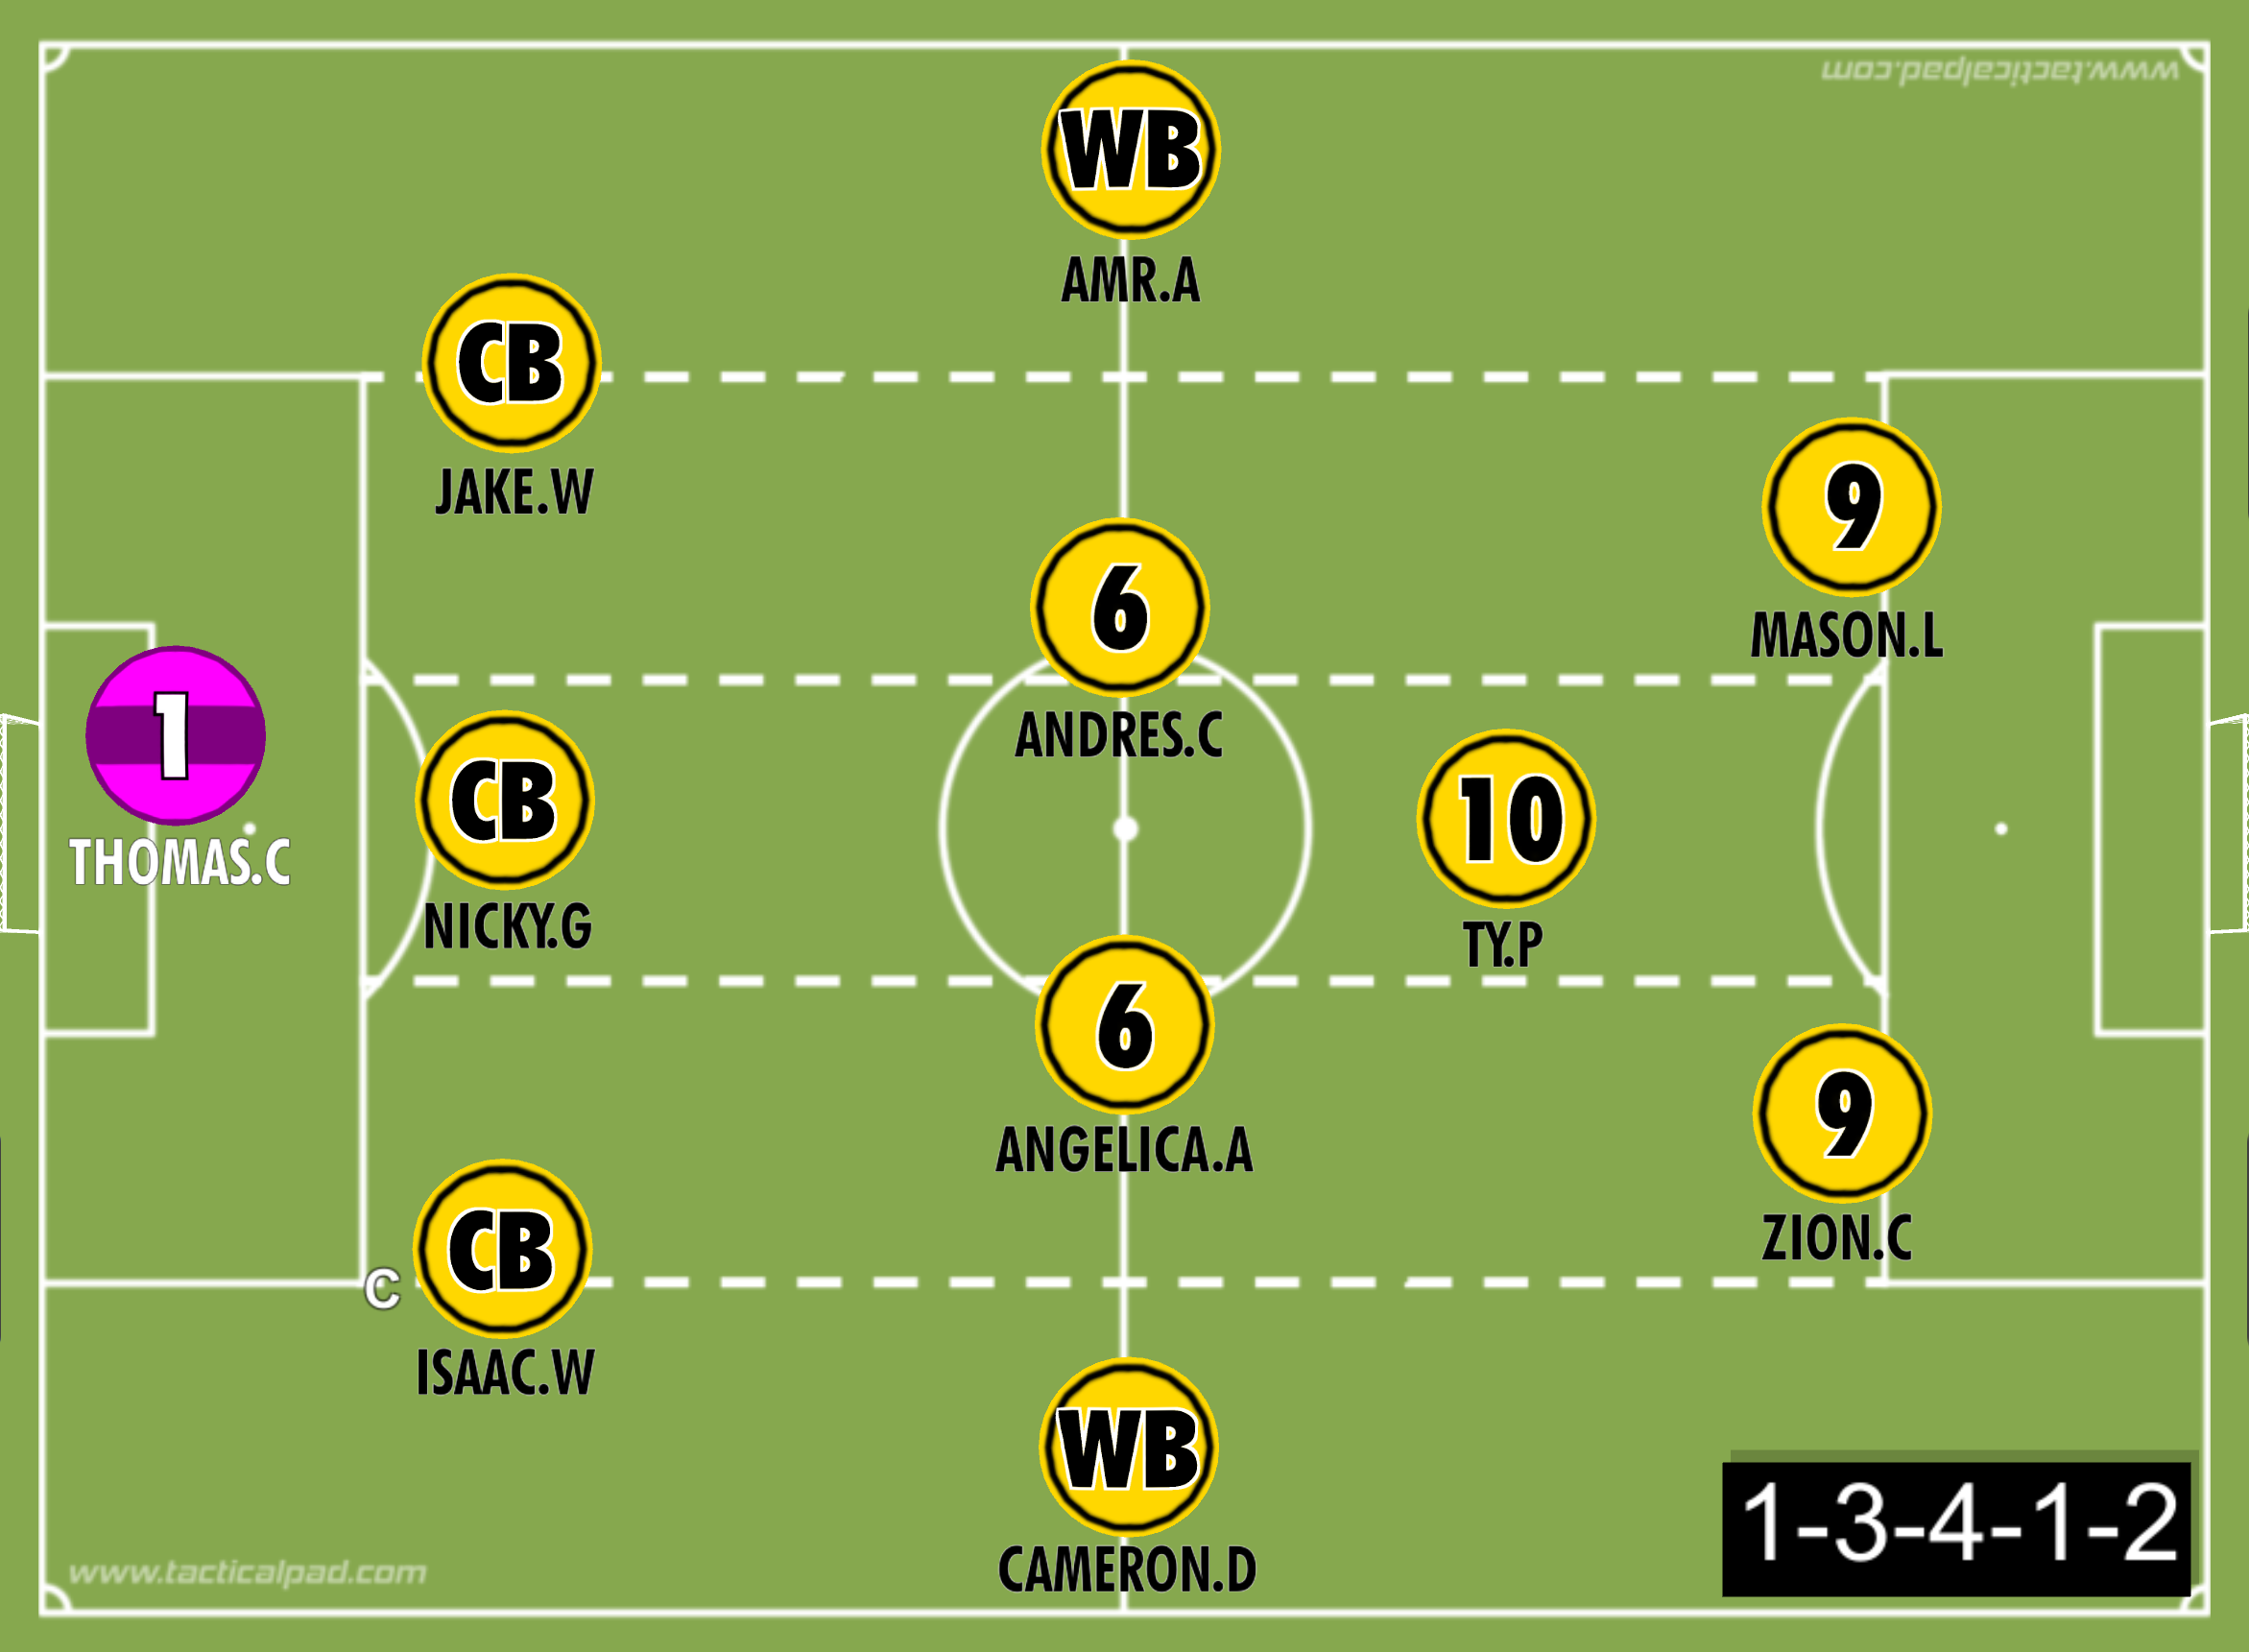 www.tacticalpad.com
WB
AMR.A
CB
JAKE.W
9
MASON.L
6
ANDRES.C
1
THOMAS.C
CB
NICKY.G
10
TY.P
6
ANGELICA.A
9
ZION.C
C
CB
ISAAC.W
WB
CAMERON.D
1-3-4-1-2
www.tacticalpad.com